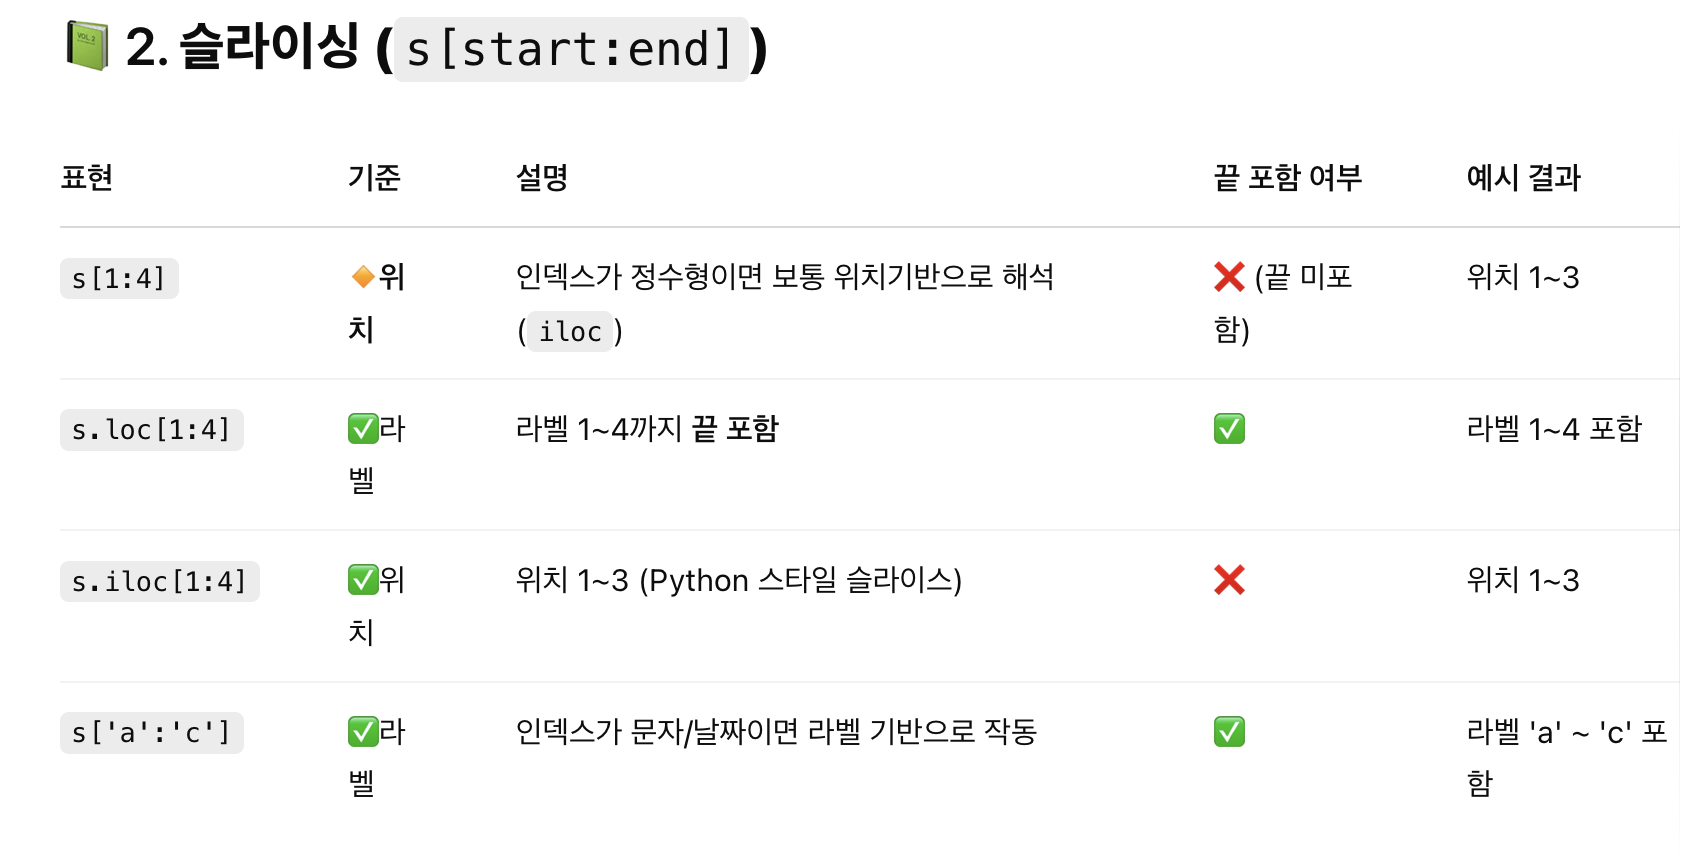 📗 2. 슬라이싱 (s[start:end])
표현 기준 설명 끝 포함 여부 예시 결과
s[1:4] 🔸위치 인덱스가 정수형이면 보통 위치기반으로 해석 (iloc) ❌ (끝 미포함) 위치 1~3
s.loc[1:4] ✅라벨 라벨 1~4까지 끝 포함 ✅ 라벨 1~4 포함
s.iloc[1:4] ✅위치 위치 1~3 (Python 스타일 슬라이스) ❌ 위치 1~3
s['a':'c'] ✅라벨 인덱스가 문자/날짜이면 라벨 기반으로 작동 ✅ 라벨 'a' ~ 'c' 포함